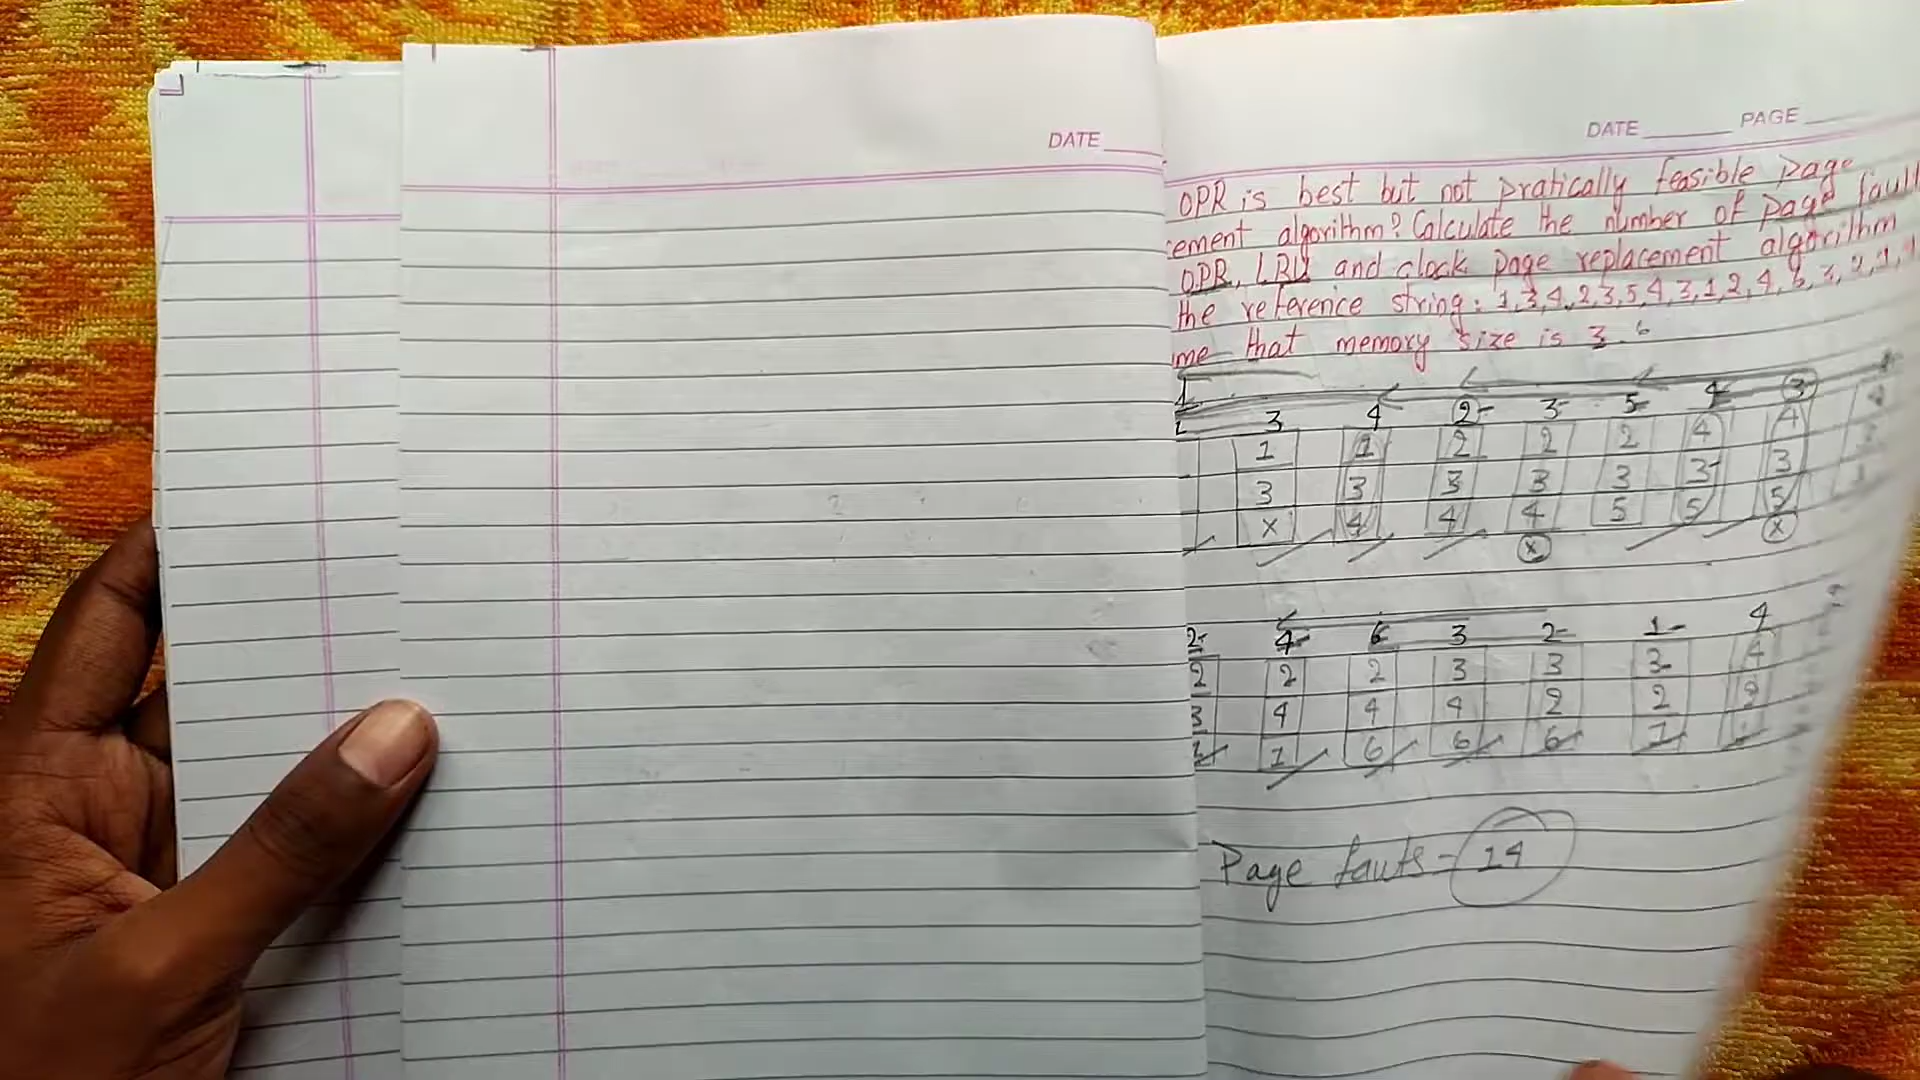 DATE
DATE PAGE
OPR is best but not pratically feasible page
cement algorithm? Calculate the number of page fault
OPR, LRU and clock page replacement algorithm
the reference string: 1,3,4,2,3,5,4,3,1,2,4,6,3,2,1,4
me that memory size is 3.
3 4 2 3 5 4 3
1 1 2 2 2 4 4
3 3 3 3 3 3 3
x 4 4 4 5 5 5
x x
2 4 6 3 2 1 4
2 2 2 3 3 3 4
3 4 4 4 2 2 2
1 1 6 6 6 1 1
Page faults - 14